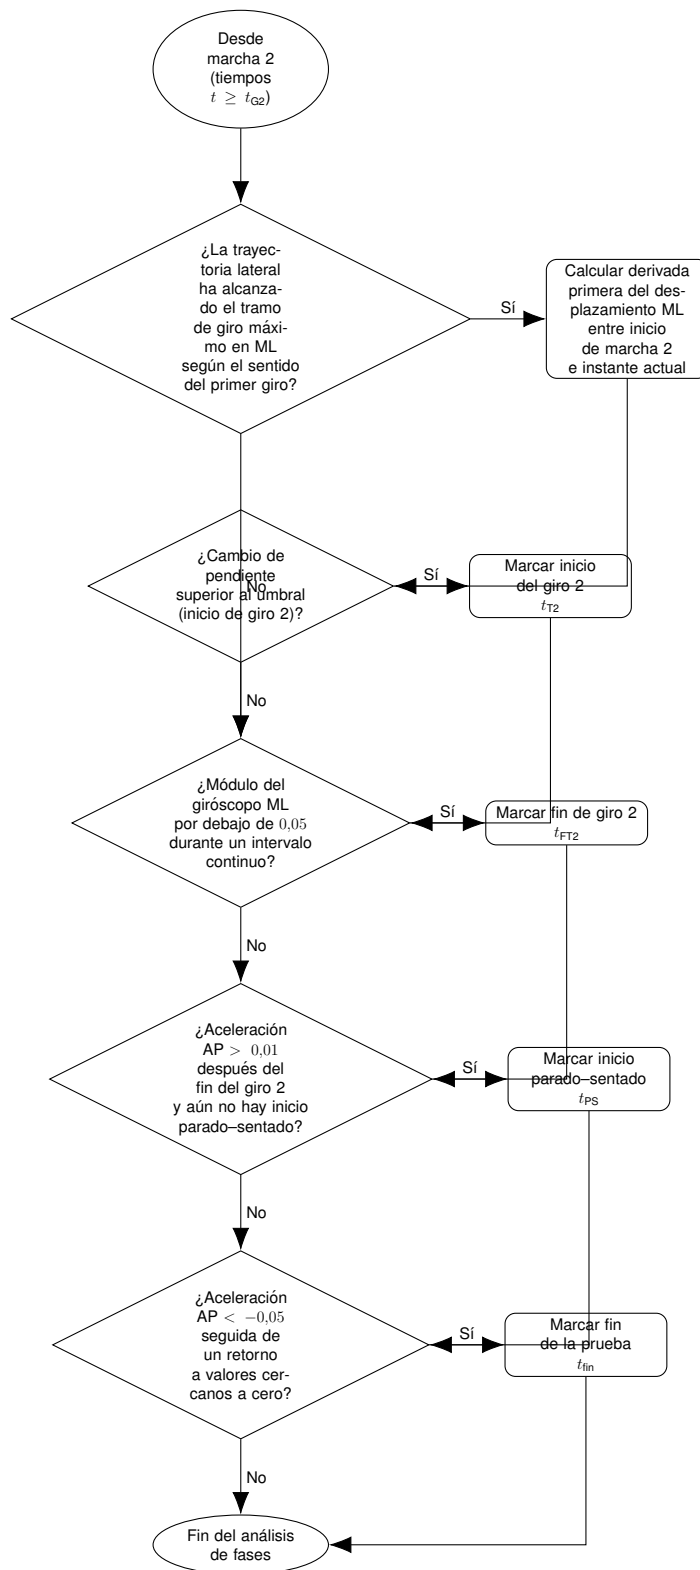 Desde
marcha 2
(tiempos
t ≥ t_G2)
¿La trayec-
toria lateral
ha alcanza-
do el tramo
de giro máxi-
mo en ML
según el sentido
del primer giro?
Sí
Calcular derivada
primera del des-
plazamiento ML
entre inicio
de marcha 2
e instante actual
¿Cambio de
pendiente
superior al umbral
(inicio de giro 2)?
No
Sí
Marcar inicio
del giro 2
t_T2
No
¿Módulo del
giróscopo ML
por debajo de 0,05
durante un intervalo
continuo?
Sí
Marcar fin de giro 2
t_FT2
No
¿Aceleración
AP > 0,01
después del
fin del giro 2
y aún no hay inicio
parado–sentado?
Sí
Marcar inicio
parado–sentado
t_PS
No
¿Aceleración
AP < −0,05
seguida de
un retorno
a valores cer-
canos a cero?
Sí
Marcar fin
de la prueba
t_fin
No
Fin del análisis
de fases